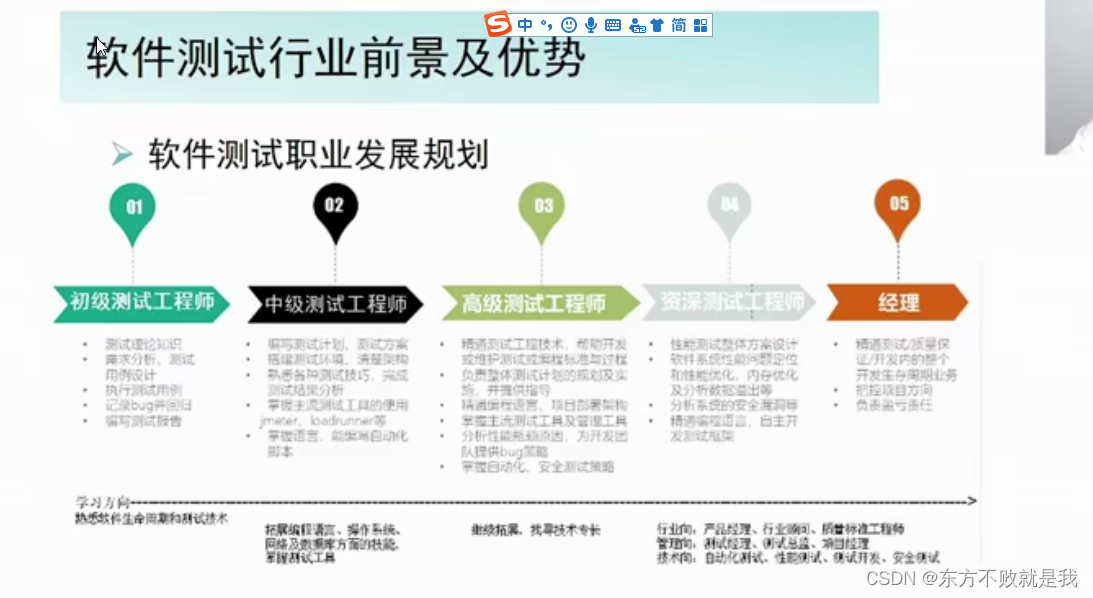 中 简
软件测试行业前景及优势
软件测试职业发展规划
01
02
03
04
05
初级测试工程师
中级测试工程师
高级测试工程师
资深测试工程师
经理
测试理论知识
需求分析、测试
用例设计
执行测试用例
记录bug并回归
编写测试报告
编写测试计划、测试方案
搭建测试环境、清楚架构
熟悉各种测试技巧，完成
测试结果分析
掌握主流测试工具的使用
jmeter、loadrunner等
掌握语言，能编写自动化
脚本
精通测试工程技术，帮助开发
或维护测试或编程标准与过程
负责整体测试计划的规划及实
施，并提供指导
精通编程语言、项目部署架构
掌握主流测试工具及管理工具
分析性能瓶颈原因，为开发团
队提供bug策略
掌握自动化、安全测试策略
性能测试整体方案设计
软件系统性能问题定位
和性能优化，内存优化
及分析数据溢出等
分析系统的安全漏洞等
精通编程语言，自主开
发测试框架
精通测试/质量保
证/开发内的整个
开发生存周期业务
把控项目方向
负责盈亏责任
学习方向
熟悉软件生命周期和测试技术
拓展编程语言、操作系统、
网络及数据库方面的技能，
掌握测试工具
继续拓展，找寻技术专长
行业向：产品经理、行业顾问、质量标准工程师
管理向：测试经理、测试总监、项目经理
技术向：自动化测试、性能测试、测试开发、安全测试
CSDN @东方不败就是我